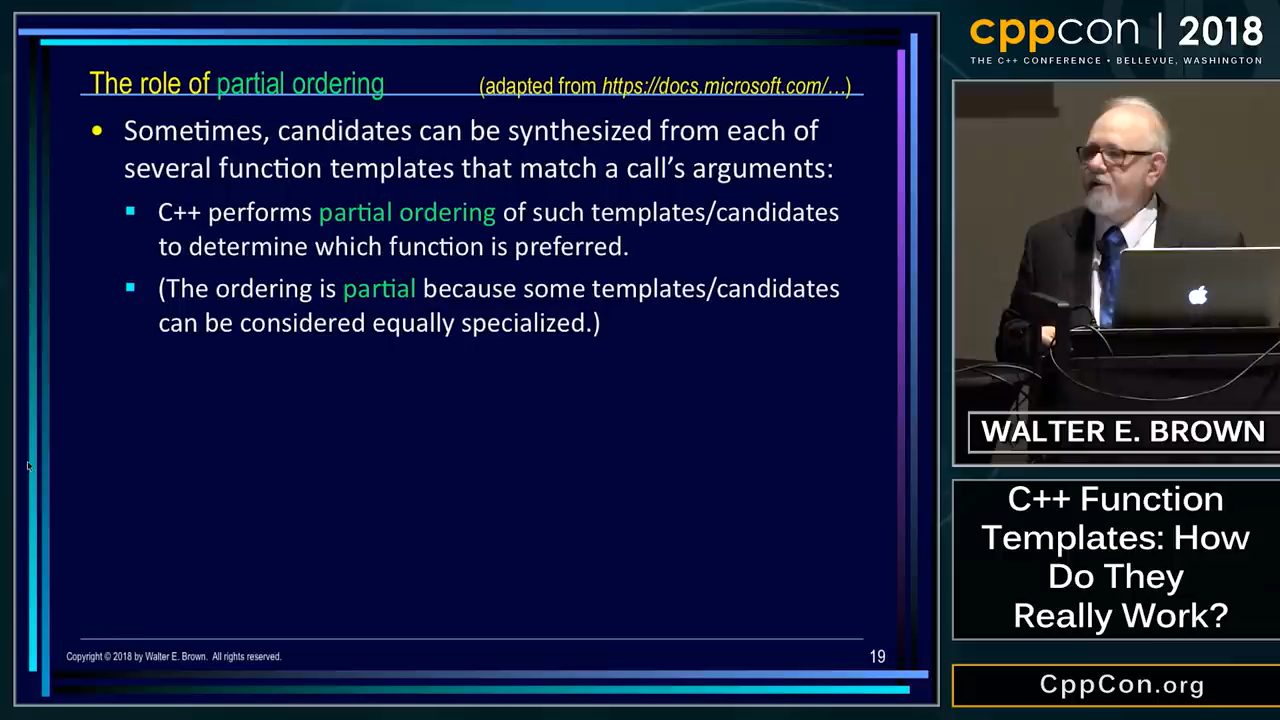 The role of partial ordering (adapted from https://docs.microsoft.com/…)
• Sometimes, candidates can be synthesized from each of
several function templates that match a call's arguments:
▪ C++ performs partial ordering of such templates/candidates
to determine which function is preferred.
▪ (The ordering is partial because some templates/candidates
can be considered equally specialized.)
Copyright © 2018 by Walter E. Brown. All rights reserved.
19
cppcon | 2018
THE C++ CONFERENCE • BELLEVUE, WASHINGTON
WALTER E. BROWN
C++ Function
Templates: How
Do They
Really Work?
CppCon.org